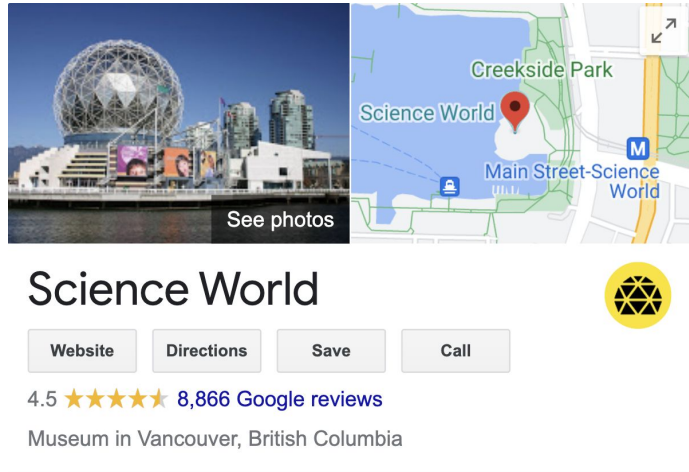 See photos
Creekside Park
Science World
M
Main Street-Science
World
Science World
Website
Directions
Save
Call
4.5
8,866 Google reviews
Museum in Vancouver, British Columbia